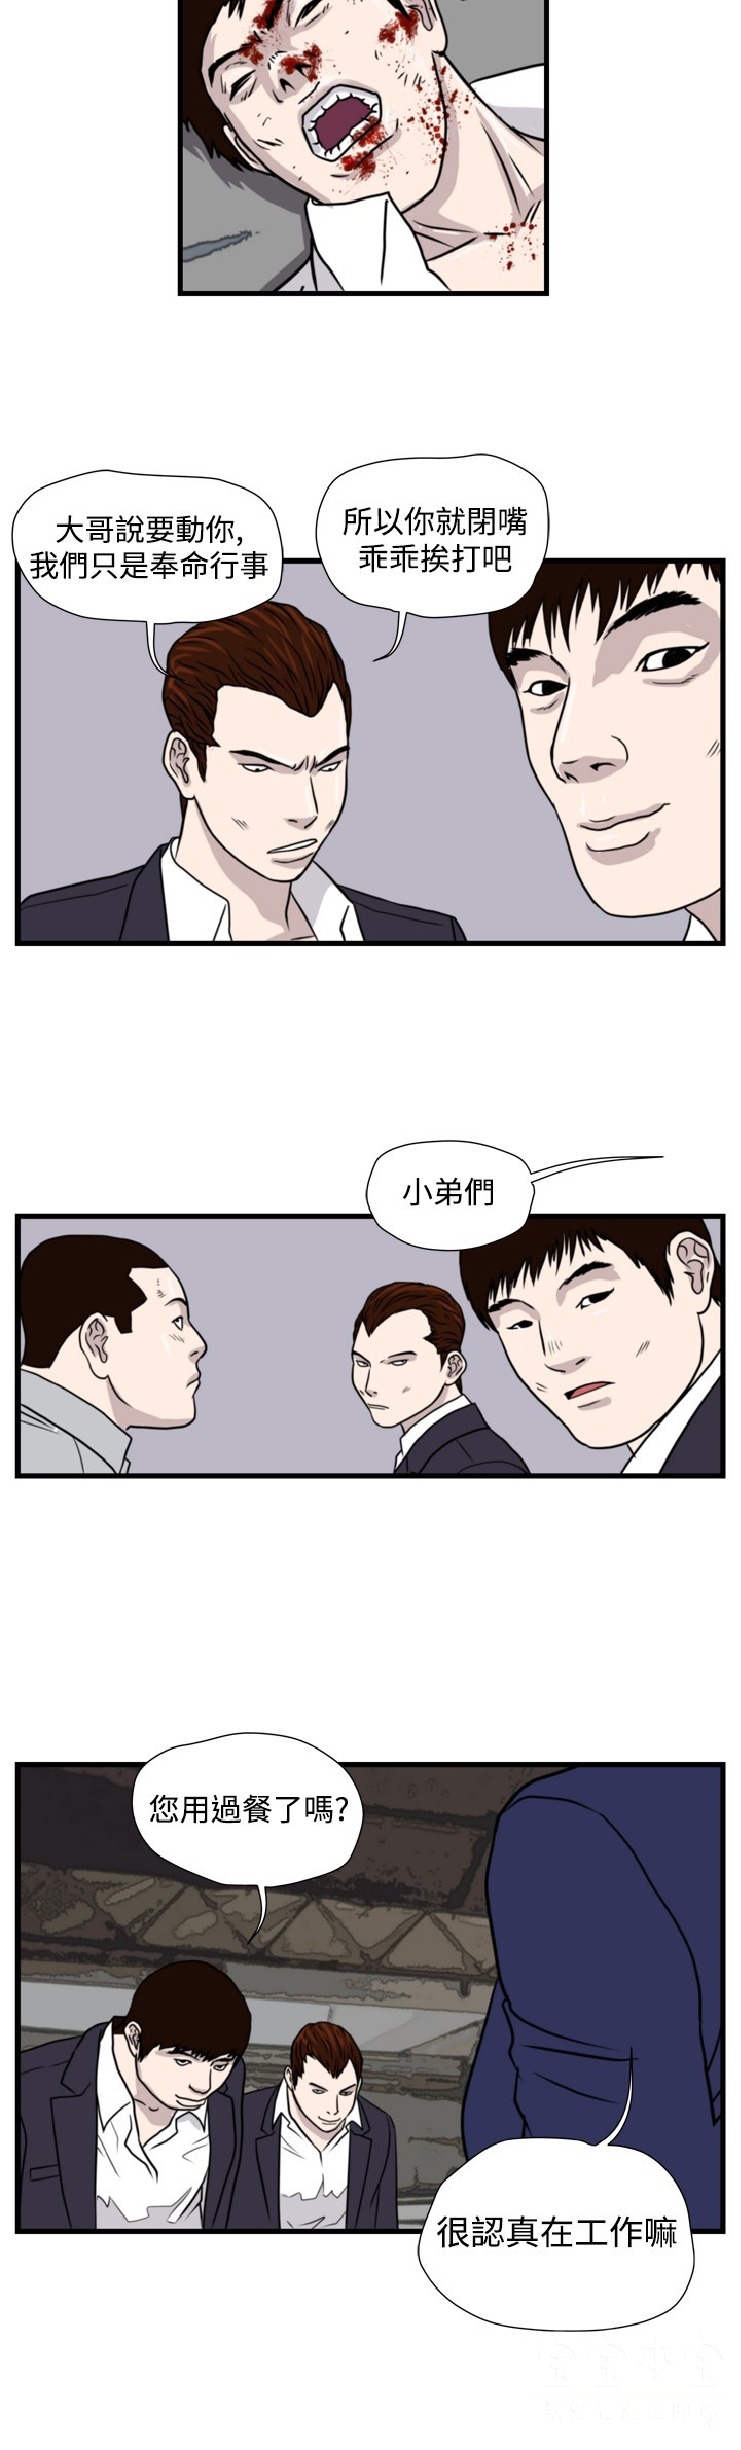 大哥說要動你,
我們只是奉命行事
所以你就閉嘴
乖乖挨打吧
小弟們
您用過餐了嗎?
很認真在工作嘛